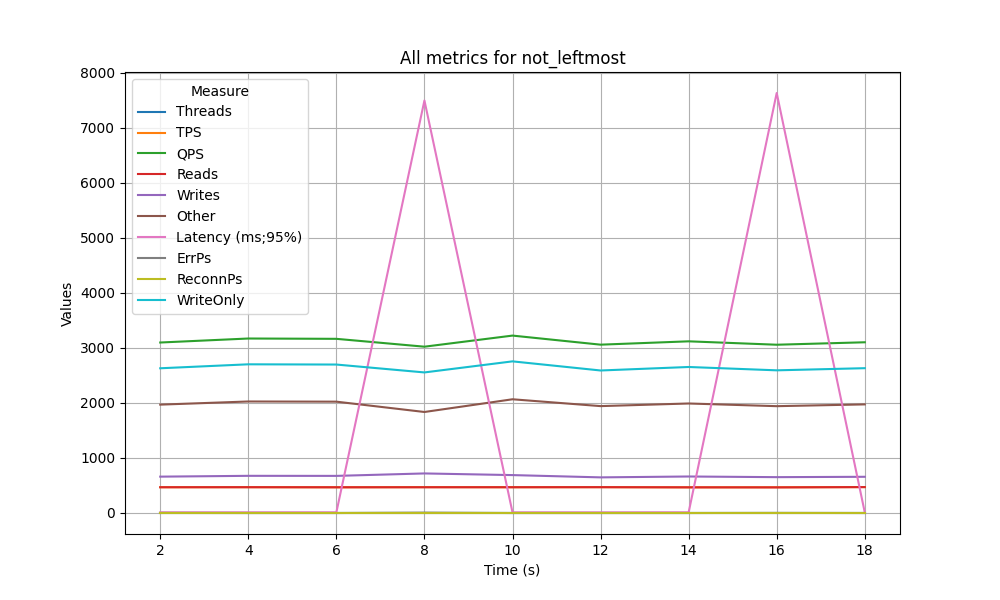 All metrics for not_leftmost
8000
7000
6000
5000
4000
3000
2000
1000
0
Values
Measure
Threads
TPS
QPS
Reads
Writes
Other
Latency (ms;95%)
ErrPs
ReconnPs
WriteOnly
2 4 6 8 10 12 14 16 18
Time (s)